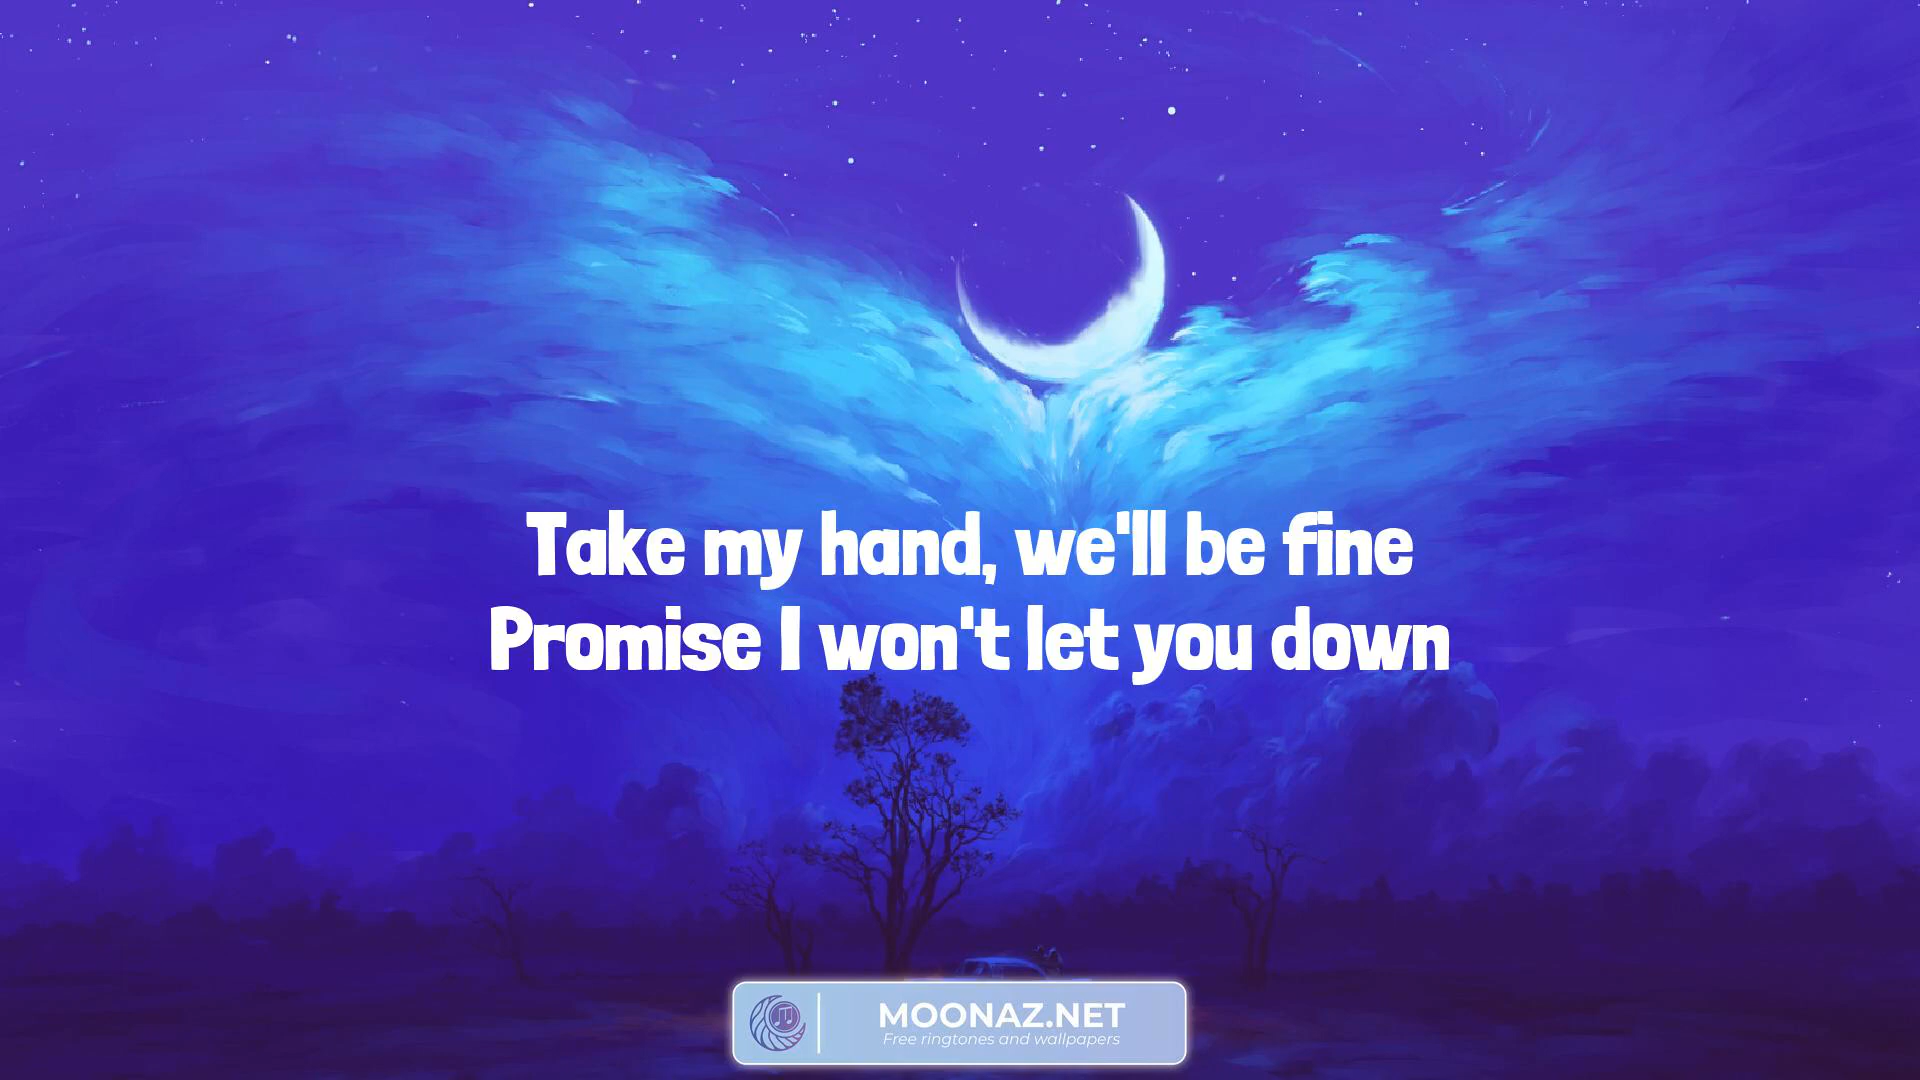 Take my hand, we'll be fine
Promise I won't let you down
MOONAZ.NET
Free ringtones and wallpapers